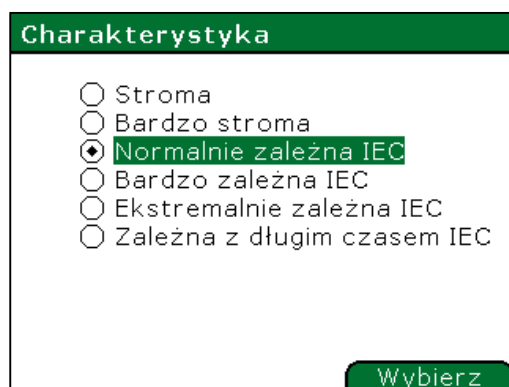 Charakterystyka
Stroma
Bardzo stroma
Normalnie zależna IEC
Bardzo zależna IEC
Ekstremalnie zależna IEC
Zależna z długim czasem IEC
Wybierz